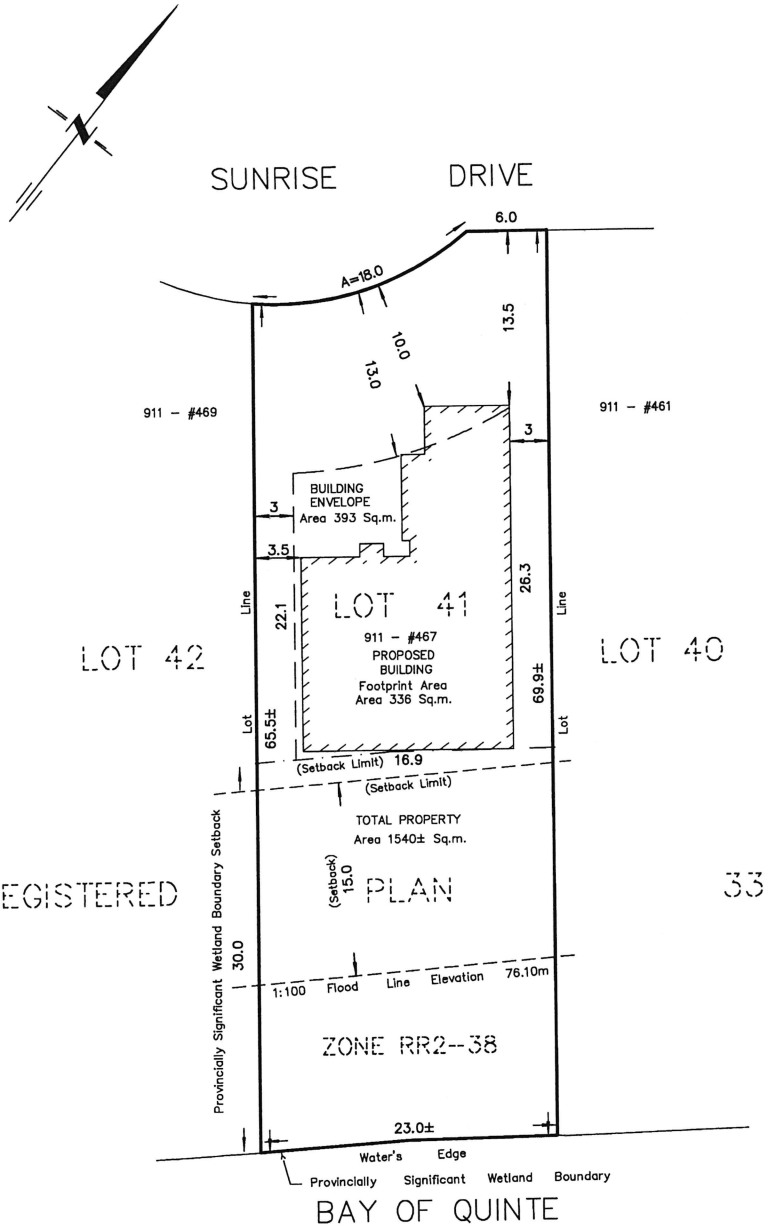 N
SUNRISE DRIVE
6.0
A=18.0
10.0
13.0
13.5
911 - #469
911 - #461
3
BUILDING
ENVELOPE
Area 393 Sq.m.
3
3.5
22.1
26.3
Line
Line
LOT 41
911 - #467
PROPOSED
BUILDING
Footprint Area
Area 336 Sq.m.
LOT 42
LOT 40
Lot
65.5±
69.9±
Lot
(Setback Limit) 16.9
(Setback Limit)
TOTAL PROPERTY
Area 1540± Sq.m.
(Setback)
15.0
Provincially Significant Wetland Boundary Setback
30.0
EGISTERED PLAN 33
1:100 Flood Line Elevation 76.10m
ZONE RR2--38
23.0±
Water's Edge
Provincially Significant Wetland Boundary
BAY OF QUINTE